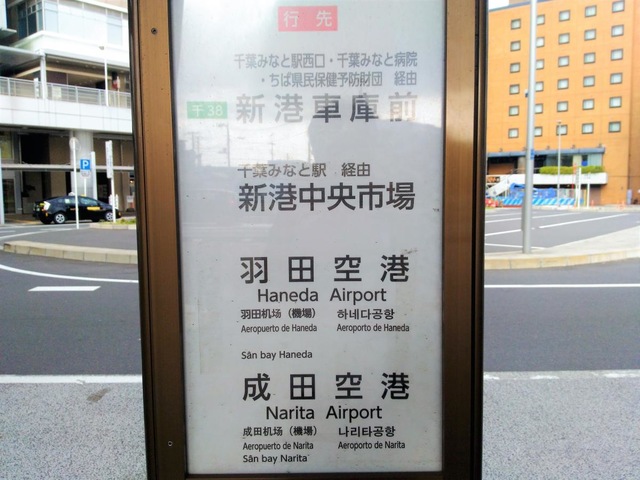 行先
千葉みなと駅西口・千葉みなと病院
・ちば県民保健予防財団 経由
千38 新港車庫前
千葉みなと駅 経由
新港中央市場
羽田空港
Haneda Airport
羽田机场（機場） 하네다공항
Aeropuerto de Haneda Aeroporto de Haneda
Sân bay Haneda
成田空港
Narita Airport
成田机场（機場） 나리타공항
Aeropuerto de Narita Aeroporto de Narita
Sân bay Narita
P